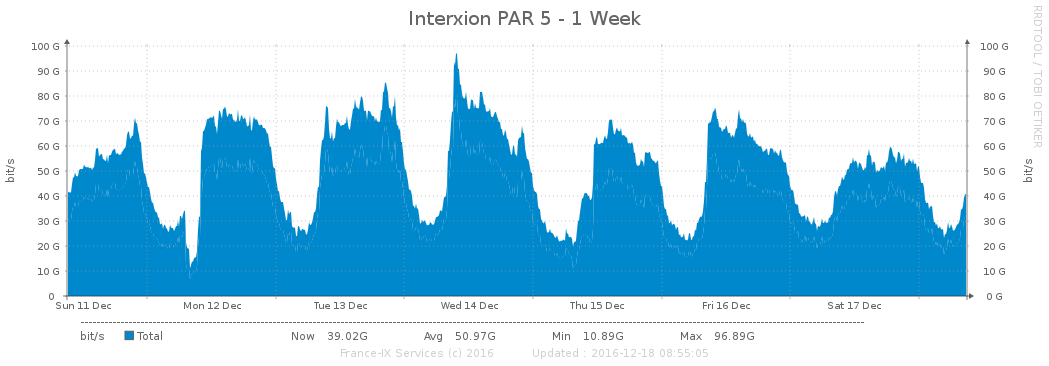 Interxion PAR 5 - 1 Week
RRDTOOL / TOBI OETIKER
100 G 100 G
90 G 90 G
80 G 80 G
70 G 70 G
60 G 60 G
50 G 50 G
40 G 40 G
30 G 30 G
20 G 20 G
10 G 10 G
0 0 G
bit/s
bit/s
Sun 11 Dec Mon 12 Dec Tue 13 Dec Wed 14 Dec Thu 15 Dec Fri 16 Dec Sat 17 Dec
bit/s Total Now 39.02G Avg 50.97G Min 10.89G Max 96.89G
France-IX Services (c) 2016 Updated : 2016-12-18 08:55:05